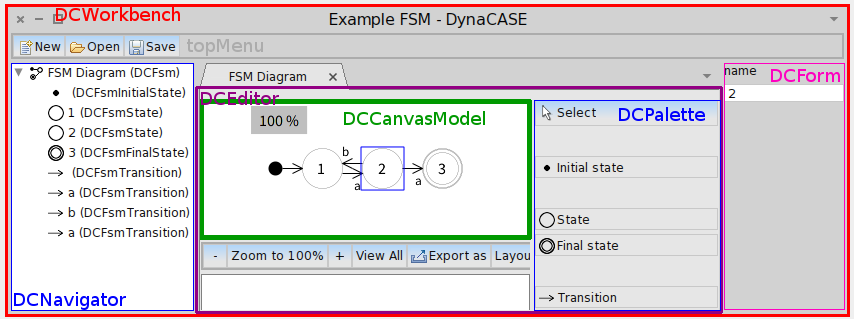 DCWorkbench
Example FSM - DynaCASE
New Open Save topMenu
FSM Diagram (DCFsm)
(DCFsmInitialState)
1 (DCFsmState)
2 (DCFsmState)
3 (DCFsmFinalState)
(DCFsmTransition)
a (DCFsmTransition)
b (DCFsmTransition)
a (DCFsmTransition)
DCNavigator
FSM Diagram
DCEditor
100 %
DCCanvasModel
b
1 2 3
a a
- Zoom to 100% + View All Export as Layou
DCPalette
Select
Initial state
State
Final state
Transition
name
DCForm
2